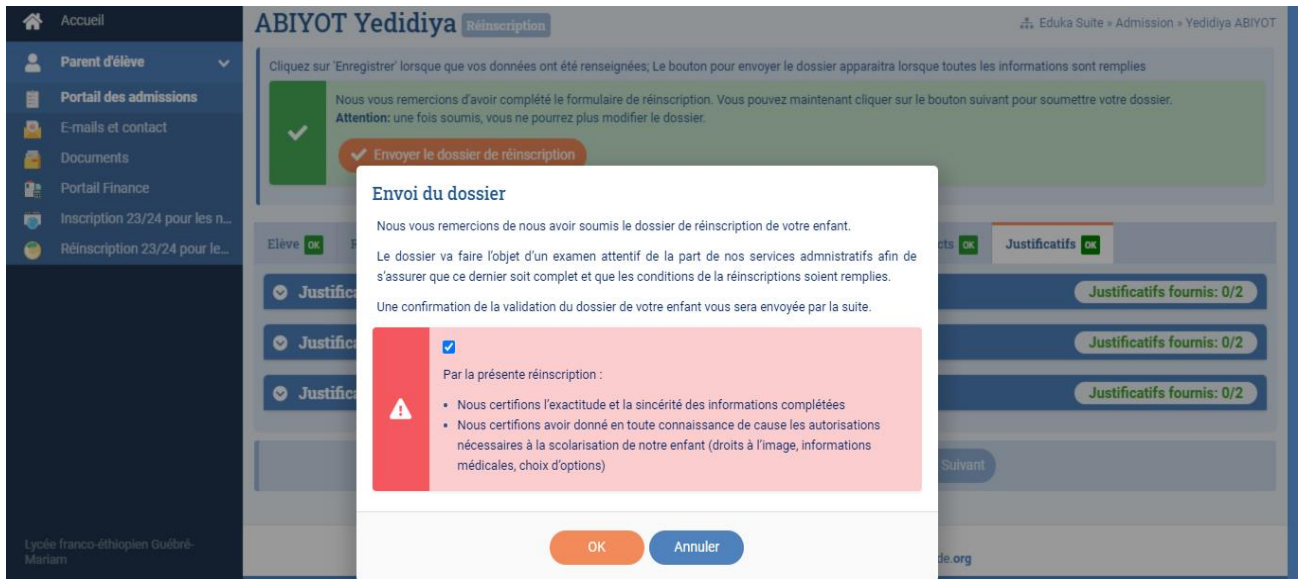 Accueil
Parent d'élève
Portail des admissions
E-mails et contact
Documents
Portail Finance
Inscription 23/24 pour les n...
Réinscription 23/24 pour le...
Lycée franco-éthiopien Guébré-
Mariam
ABIYOT Yedidiya Réinscription
Eduka Suite » Admission » Yedidiya ABIYOT
Cliquez sur 'Enregistrer' lorsque que vos données ont été renseignées; Le bouton pour envoyer le dossier apparaitra lorsque toutes les informations sont remplies
Nous vous remercions d'avoir complété le formulaire de réinscription. Vous pouvez maintenant cliquer sur le bouton suivant pour soumettre votre dossier.
Attention: une fois soumis, vous ne pourrez plus modifier le dossier.
Envoyer le dossier de réinscription
Elève OK
cts OK
Justificatifs OK
Justifica
Justificatifs fournis: 0/2
Justifica
Justificatifs fournis: 0/2
Justifica
Justificatifs fournis: 0/2
Suivant
de.org
Envoi du dossier
Nous vous remercions de nous avoir soumis le dossier de réinscription de votre enfant.
Le dossier va faire l'objet d'un examen attentif de la part de nos services admnistratifs afin de
s'assurer que ce dernier soit complet et que les conditions de la réinscriptions soient remplies.
Une confirmation de la validation du dossier de votre enfant vous sera envoyée par la suite.
Par la présente réinscription :
• Nous certifions l'exactitude et la sincérité des informations complétées
• Nous certifions avoir donné en toute connaissance de cause les autorisations
nécessaires à la scolarisation de notre enfant (droits à l'image, informations
médicales, choix d'options)
OK
Annuler